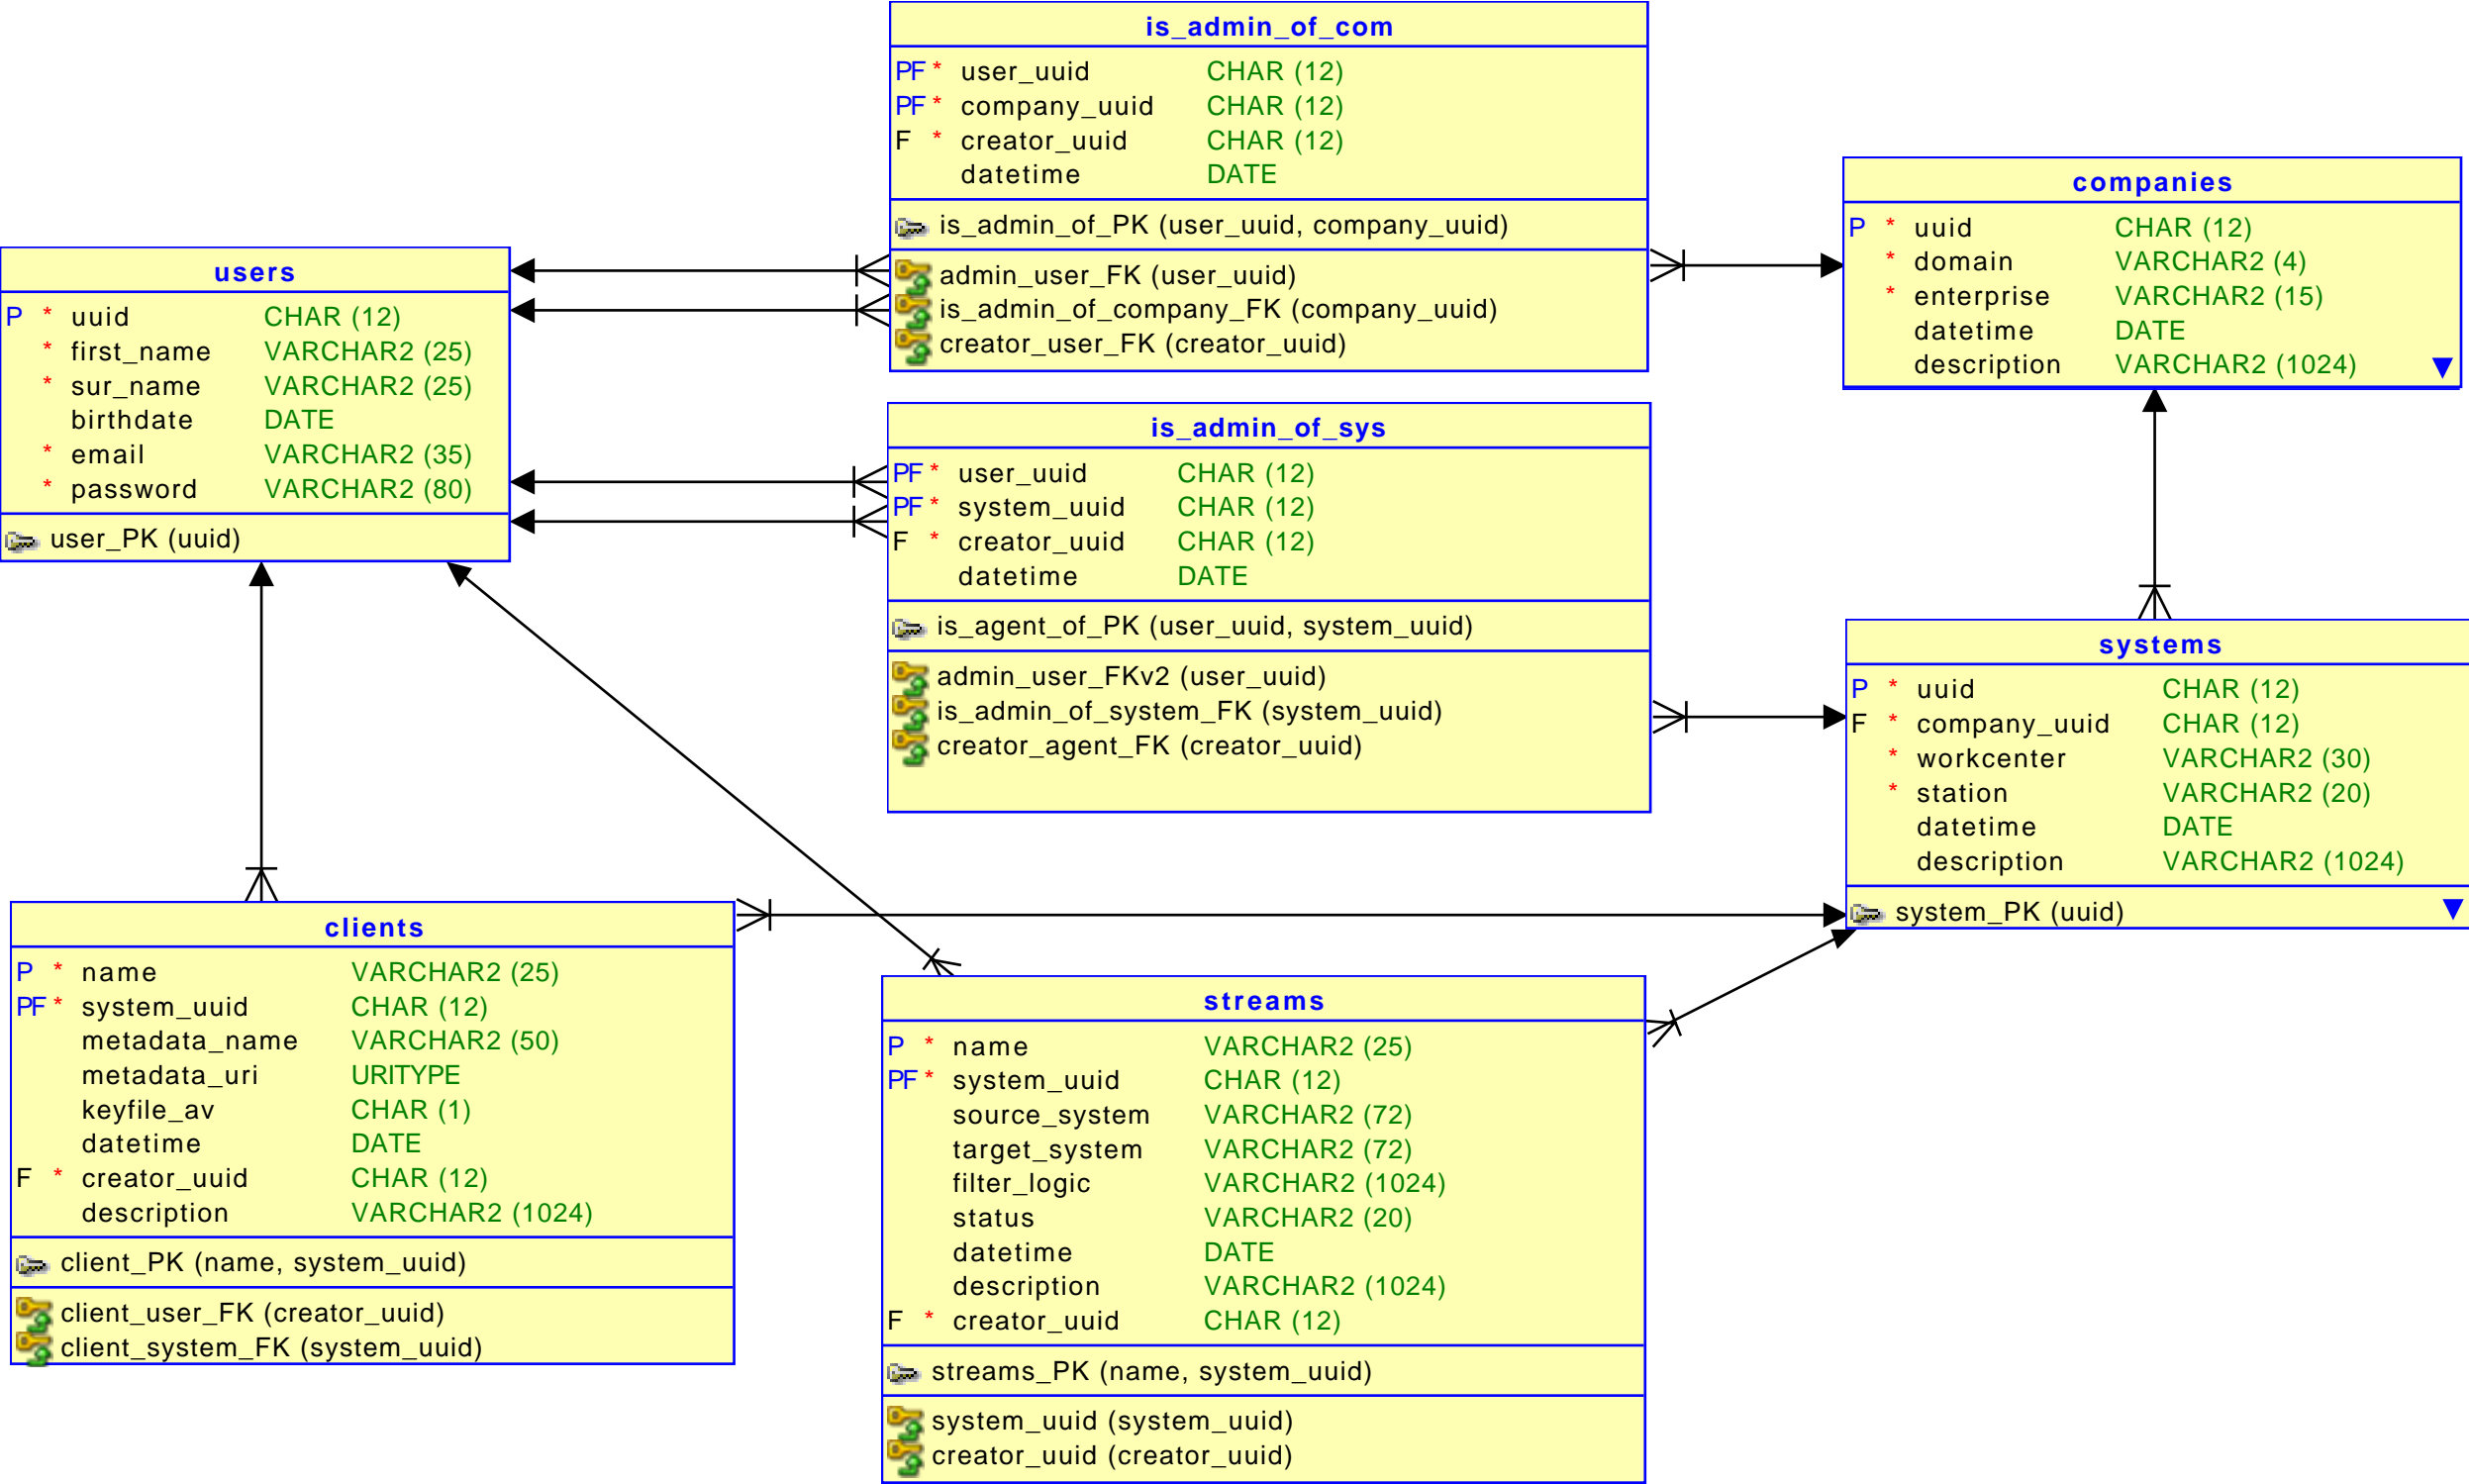 is_admin_of_com
PF * user_uuid CHAR (12)
PF * company_uuid CHAR (12)
F * creator_uuid CHAR (12)
datetime DATE
is_admin_of_PK (user_uuid, company_uuid)
admin_user_FK (user_uuid)
is_admin_of_company_FK (company_uuid)
creator_user_FK (creator_uuid)
companies
P * uuid CHAR (12)
* domain VARCHAR2 (4)
* enterprise VARCHAR2 (15)
datetime DATE
description VARCHAR2 (1024)
users
P * uuid CHAR (12)
* first_name VARCHAR2 (25)
* sur_name VARCHAR2 (25)
birthdate DATE
* email VARCHAR2 (35)
* password VARCHAR2 (80)
user_PK (uuid)
is_admin_of_sys
PF * user_uuid CHAR (12)
PF * system_uuid CHAR (12)
F * creator_uuid CHAR (12)
datetime DATE
is_agent_of_PK (user_uuid, system_uuid)
admin_user_FKv2 (user_uuid)
is_admin_of_system_FK (system_uuid)
creator_agent_FK (creator_uuid)
systems
P * uuid CHAR (12)
F * company_uuid CHAR (12)
* workcenter VARCHAR2 (30)
* station VARCHAR2 (20)
datetime DATE
description VARCHAR2 (1024)
system_PK (uuid)
clients
P * name VARCHAR2 (25)
PF * system_uuid CHAR (12)
metadata_name VARCHAR2 (50)
metadata_uri URITYPE
keyfile_av CHAR (1)
datetime DATE
F * creator_uuid CHAR (12)
description VARCHAR2 (1024)
client_PK (name, system_uuid)
client_user_FK (creator_uuid)
client_system_FK (system_uuid)
streams
P * name VARCHAR2 (25)
PF * system_uuid CHAR (12)
source_system VARCHAR2 (72)
target_system VARCHAR2 (72)
filter_logic VARCHAR2 (1024)
status VARCHAR2 (20)
datetime DATE
description VARCHAR2 (1024)
F * creator_uuid CHAR (12)
streams_PK (name, system_uuid)
system_uuid (system_uuid)
creator_uuid (creator_uuid)